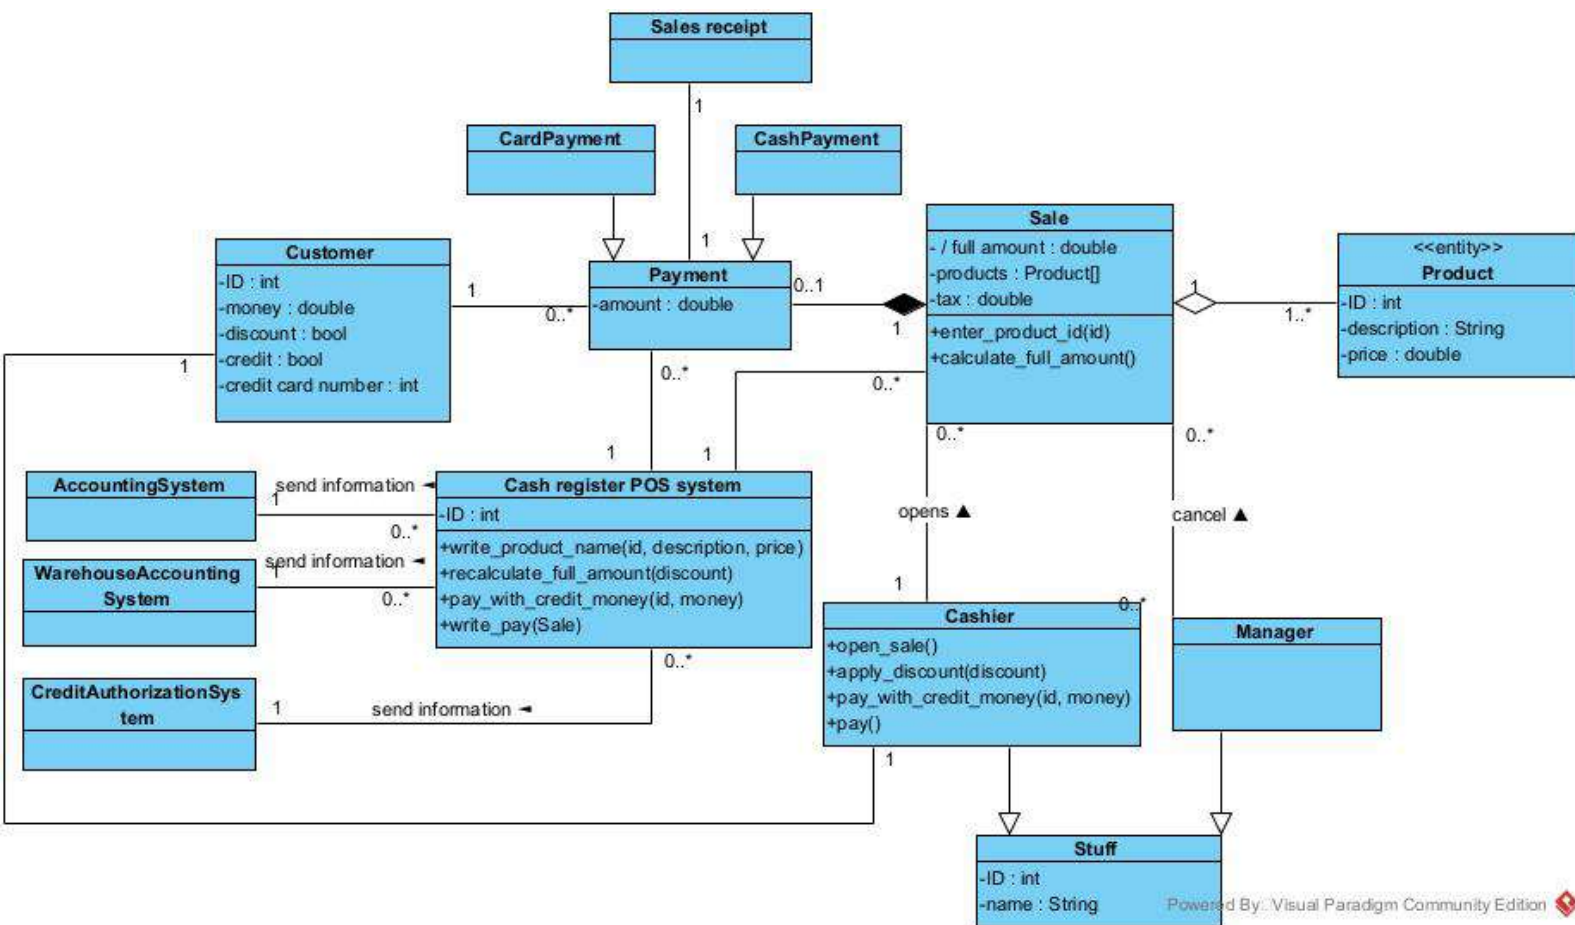 Sales receipt
1
CardPayment
CashPayment
Sale
- / full amount : double
-products : Product[]
-tax : double
+enter_product_id(id)
+calculate_full_amount()
<<entity>>
Product
-ID : int
-description : String
-price : double
1
1..*
Customer
-ID : int
-money : double
-discount : bool
-credit : bool
-credit card number : int
1
0..*
1
Payment
-amount : double
0..1
1
1
0..*
0..*
1
1
0..*
0..*
AccountingSystem
send information ◄
1
0..*
WarehouseAccounting
System
send information ◄
1
0..*
CreditAuthorizationSys
tem
1
send information ◄
0..*
Cash register POS system
-ID : int
+write_product_name(id, description, price)
+recalculate_full_amount(discount)
+pay_with_credit_money(id, money)
+write_pay(Sale)
opens ▲
cancel ▲
1
0..*
Cashier
+open_sale()
+apply_discount(discount)
+pay_with_credit_money(id, money)
+pay()
1
Manager
Stuff
-ID : int
-name : String
Powered By: Visual Paradigm Community Edition